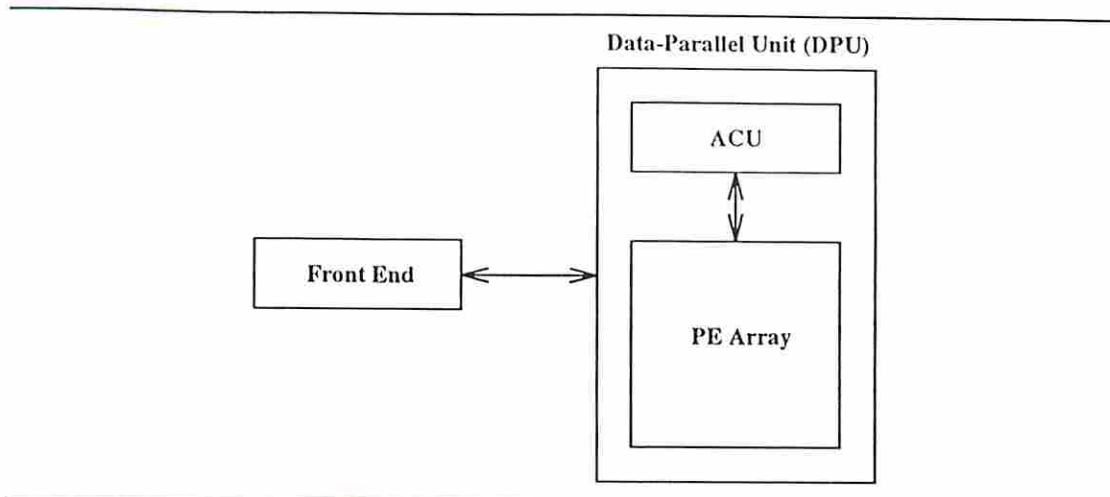 Data-Parallel Unit (DPU)
ACU
Front End
PE Array